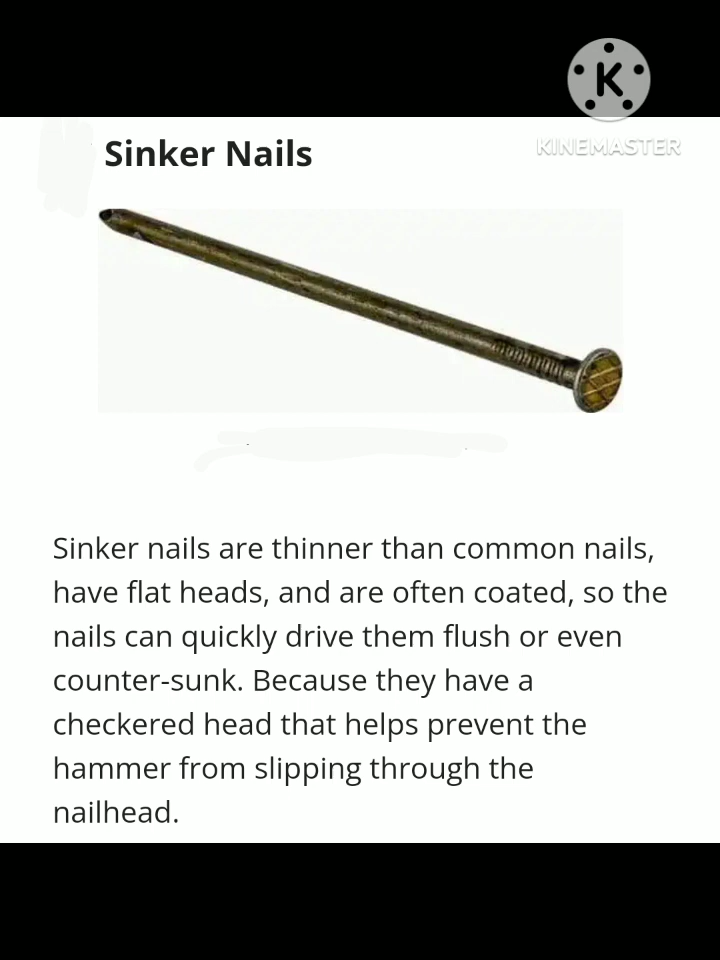 K
KINEMASTER
Sinker Nails
Sinker nails are thinner than common nails,
have flat heads, and are often coated, so the
nails can quickly drive them flush or even
counter-sunk. Because they have a
checkered head that helps prevent the
hammer from slipping through the
nailhead.